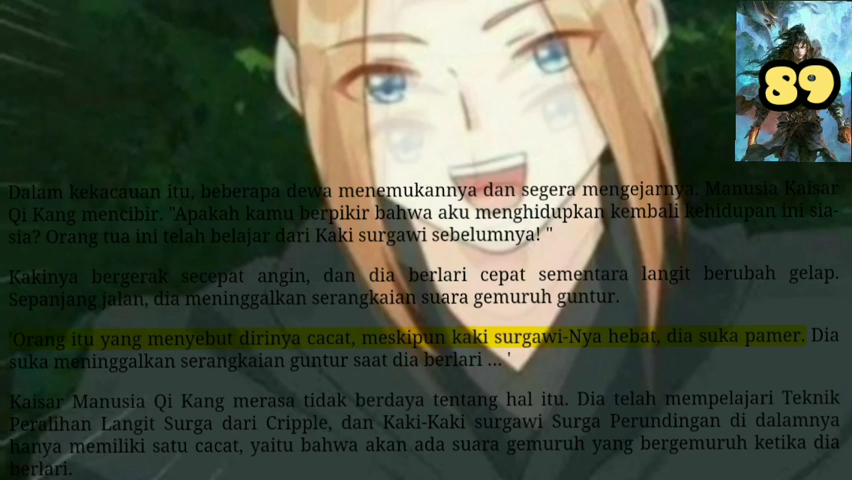 89
Dalam kekacauan itu, beberapa dewa menemukannya dan segera mengejarnya. Manusia Kaisar
Qi Kang mencibir. "Apakah kamu berpikir bahwa aku menghidupkan kembali kehidupan ini sia-
sia? Orang tua ini telah belajar dari Kaki surgawi sebelumnya! "
Kakinya bergerak secepat angin, dan dia berlari cepat sementara langit berubah gelap.
Sepanjang jalan, dia meninggalkan serangkaian suara gemuruh guntur.
'Orang itu yang menyebut dirinya cacat, meskipun kaki surgawi-Nya hebat, dia suka pamer. Dia
suka meninggalkan serangkaian guntur saat dia berlari ... '
Kaisar Manusia Qi Kang merasa tidak berdaya tentang hal itu. Dia telah mempelajari Teknik
Peralihan Langit Surga dari Cripple, dan Kaki-Kaki surgawi Surga Perundingan di dalamnya
hanya memiliki satu cacat, yaitu bahwa akan ada suara gemuruh yang bergemuruh ketika dia
berlari.